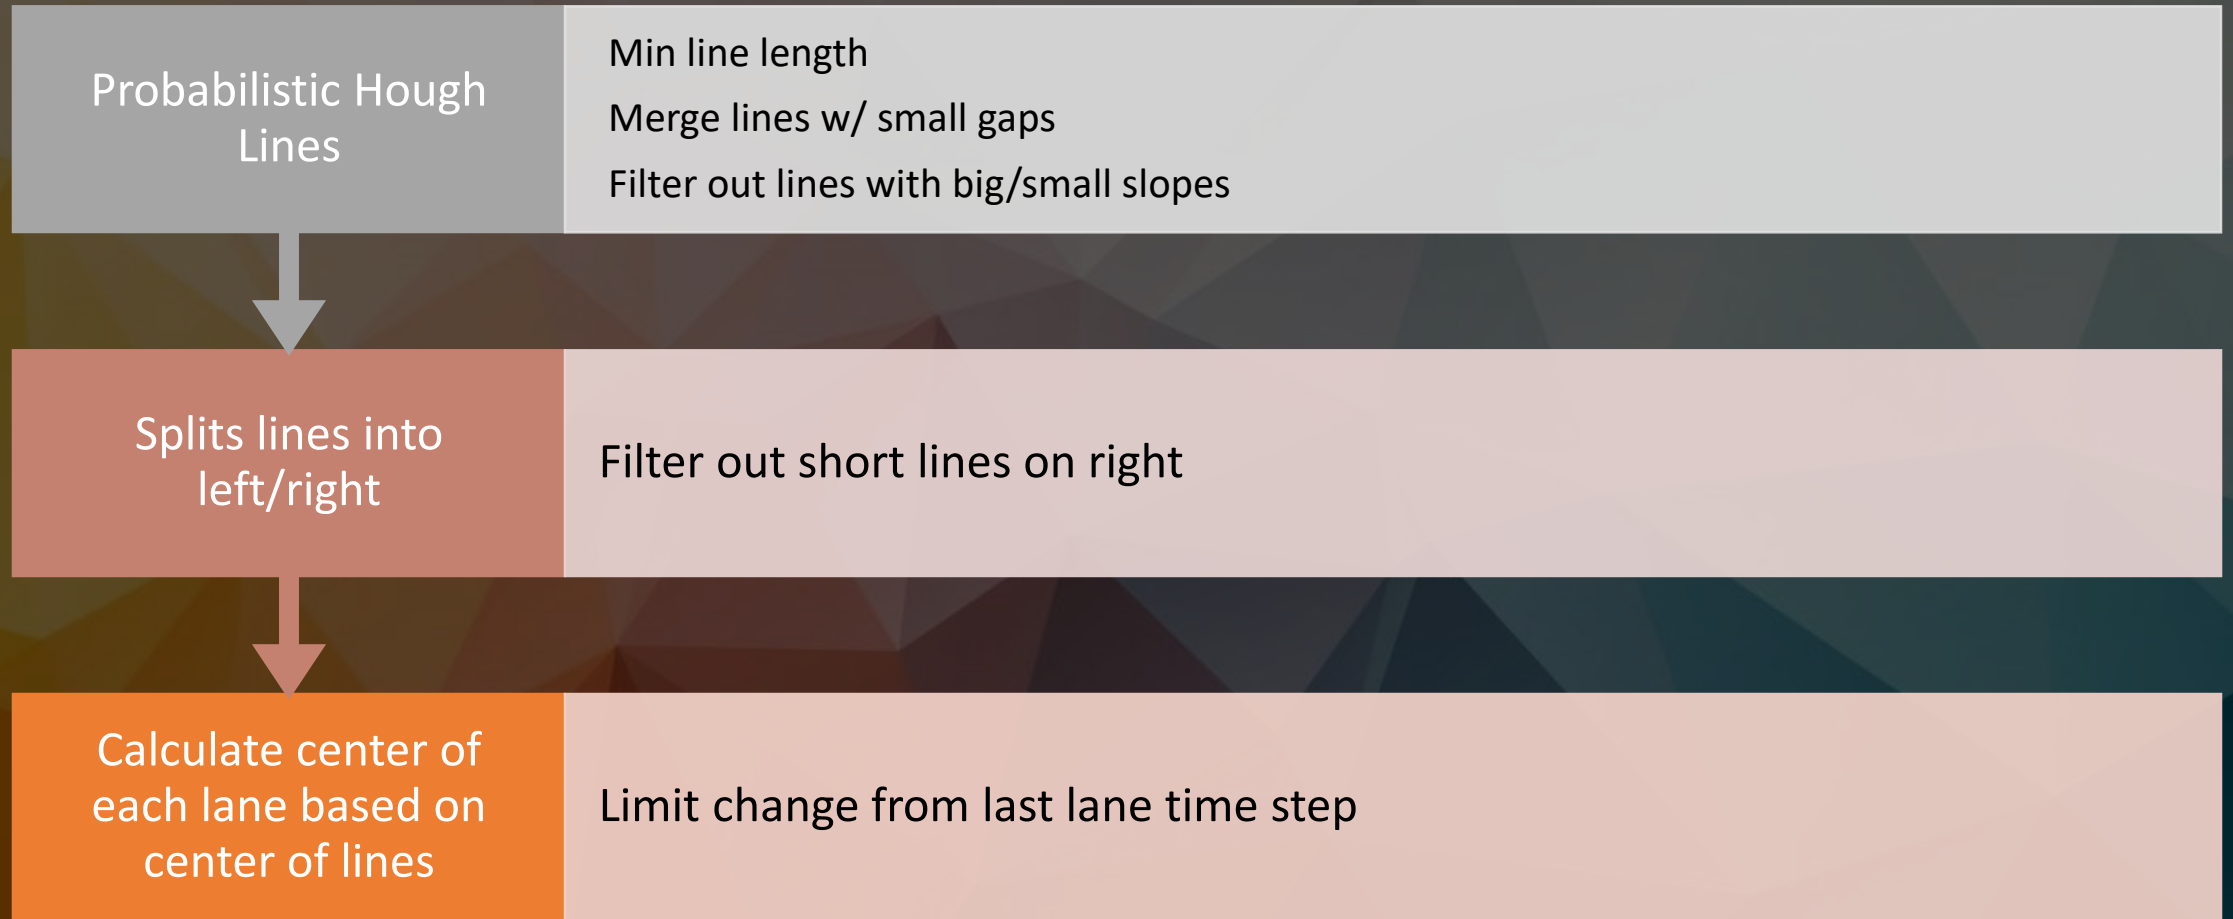 Probabilistic Hough
Lines
Min line length
Merge lines w/ small gaps
Filter out lines with big/small slopes
Splits lines into
left/right
Filter out short lines on right
Calculate center of
each lane based on
center of lines
Limit change from last lane time step